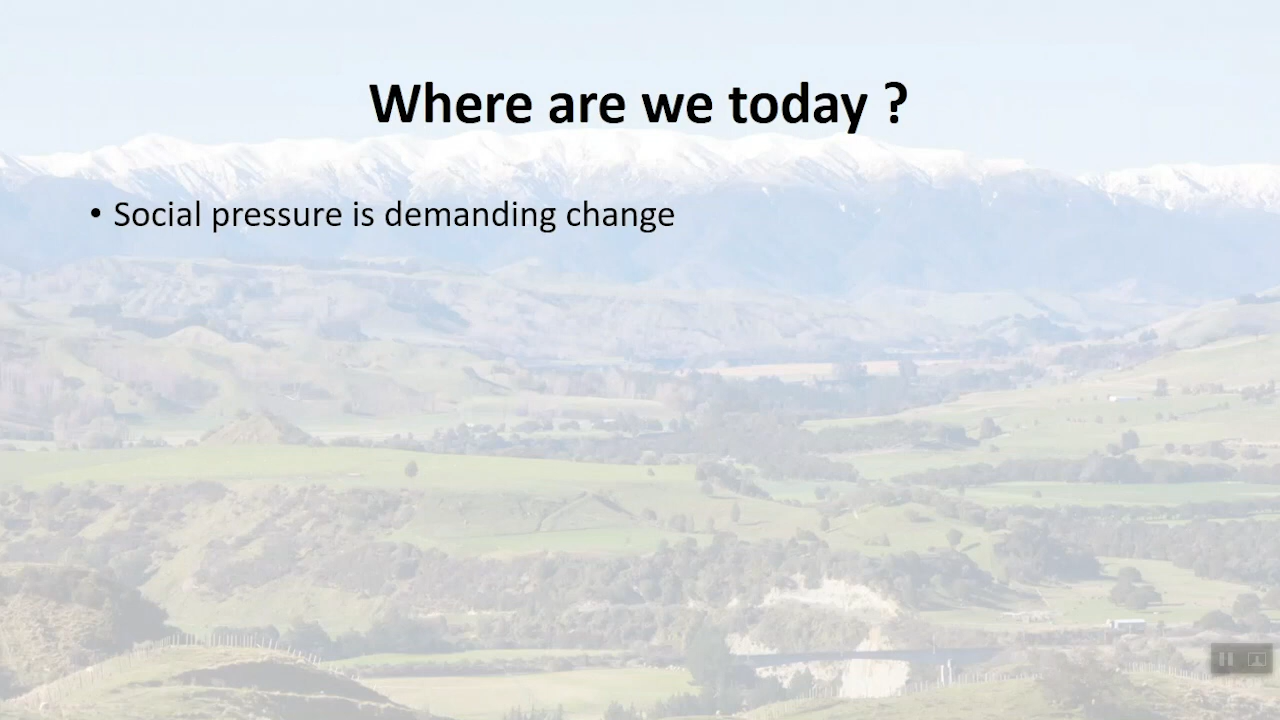 Where are we today ?
• Social pressure is demanding change